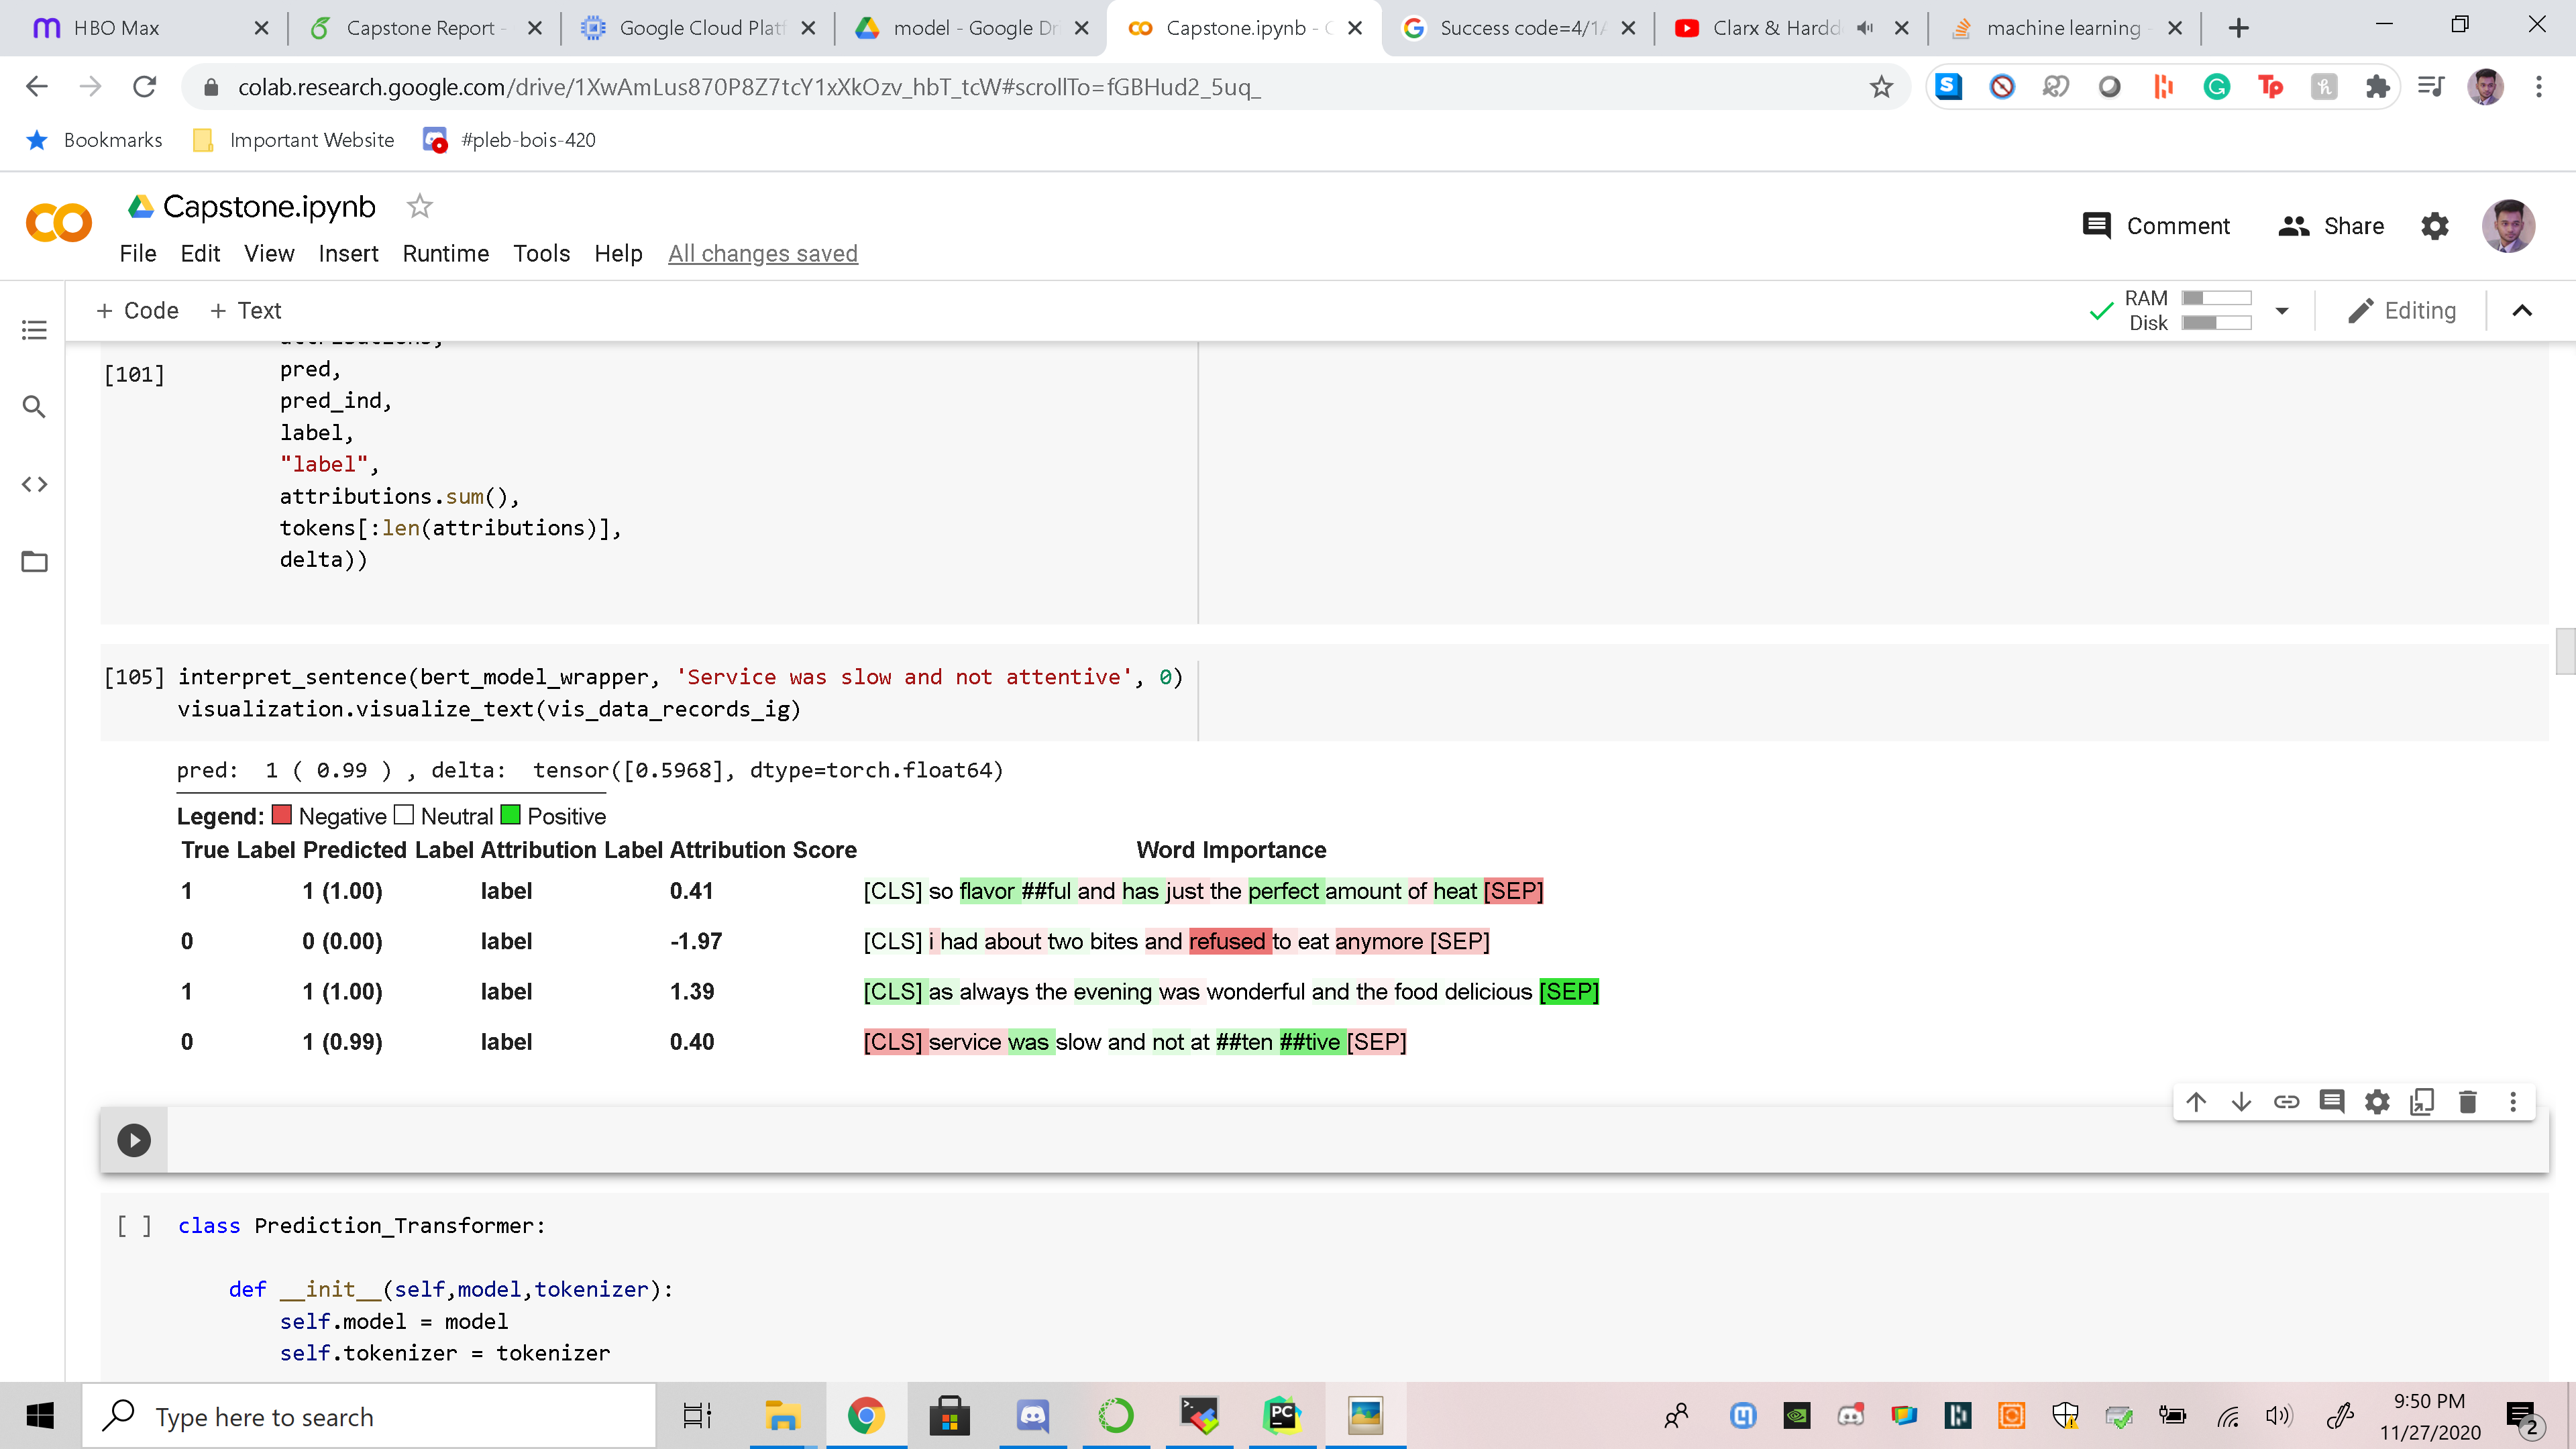 HBO Max
Capstone Report -
Google Cloud Platf
model - Google Dr
Capstone.ipynb - C
Success code=4/1A
Clarx & Hardd
machine learning -
colab.research.google.com/drive/1XwAmLus870P8Z7tcY1xXkOzv_hbT_tcW#scrollTo=fGBHud2_5uq_
Bookmarks Important Website #pleb-bois-420
Capstone.ipynb
Comment Share
File Edit View Insert Runtime Tools Help All changes saved
+ Code + Text
RAM
Disk
Editing
attributions,
[101]
pred,
pred_ind,
label,
"label",
attributions.sum(),
tokens[:len(attributions)],
delta))
[105] interpret_sentence(bert_model_wrapper, 'Service was slow and not attentive', 0)
visualization.visualize_text(vis_data_records_ig)
pred: 1 ( 0.99 ) , delta: tensor([0.5968], dtype=torch.float64)
Legend: Negative Neutral Positive
True Label Predicted Label Attribution Label Attribution Score Word Importance
1 1 (1.00) label 0.41 [CLS] so flavor ##ful and has just the perfect amount of heat [SEP]
0 0 (0.00) label -1.97 [CLS] i had about two bites and refused to eat anymore [SEP]
1 1 (1.00) label 1.39 [CLS] as always the evening was wonderful and the food delicious [SEP]
0 1 (0.99) label 0.40 [CLS] service was slow and not at ##ten ##tive [SEP]
[ ] class Prediction_Transformer:
def __init__(self,model,tokenizer):
self.model = model
self.tokenizer = tokenizer
Type here to search
9:50 PM
11/27/2020
2